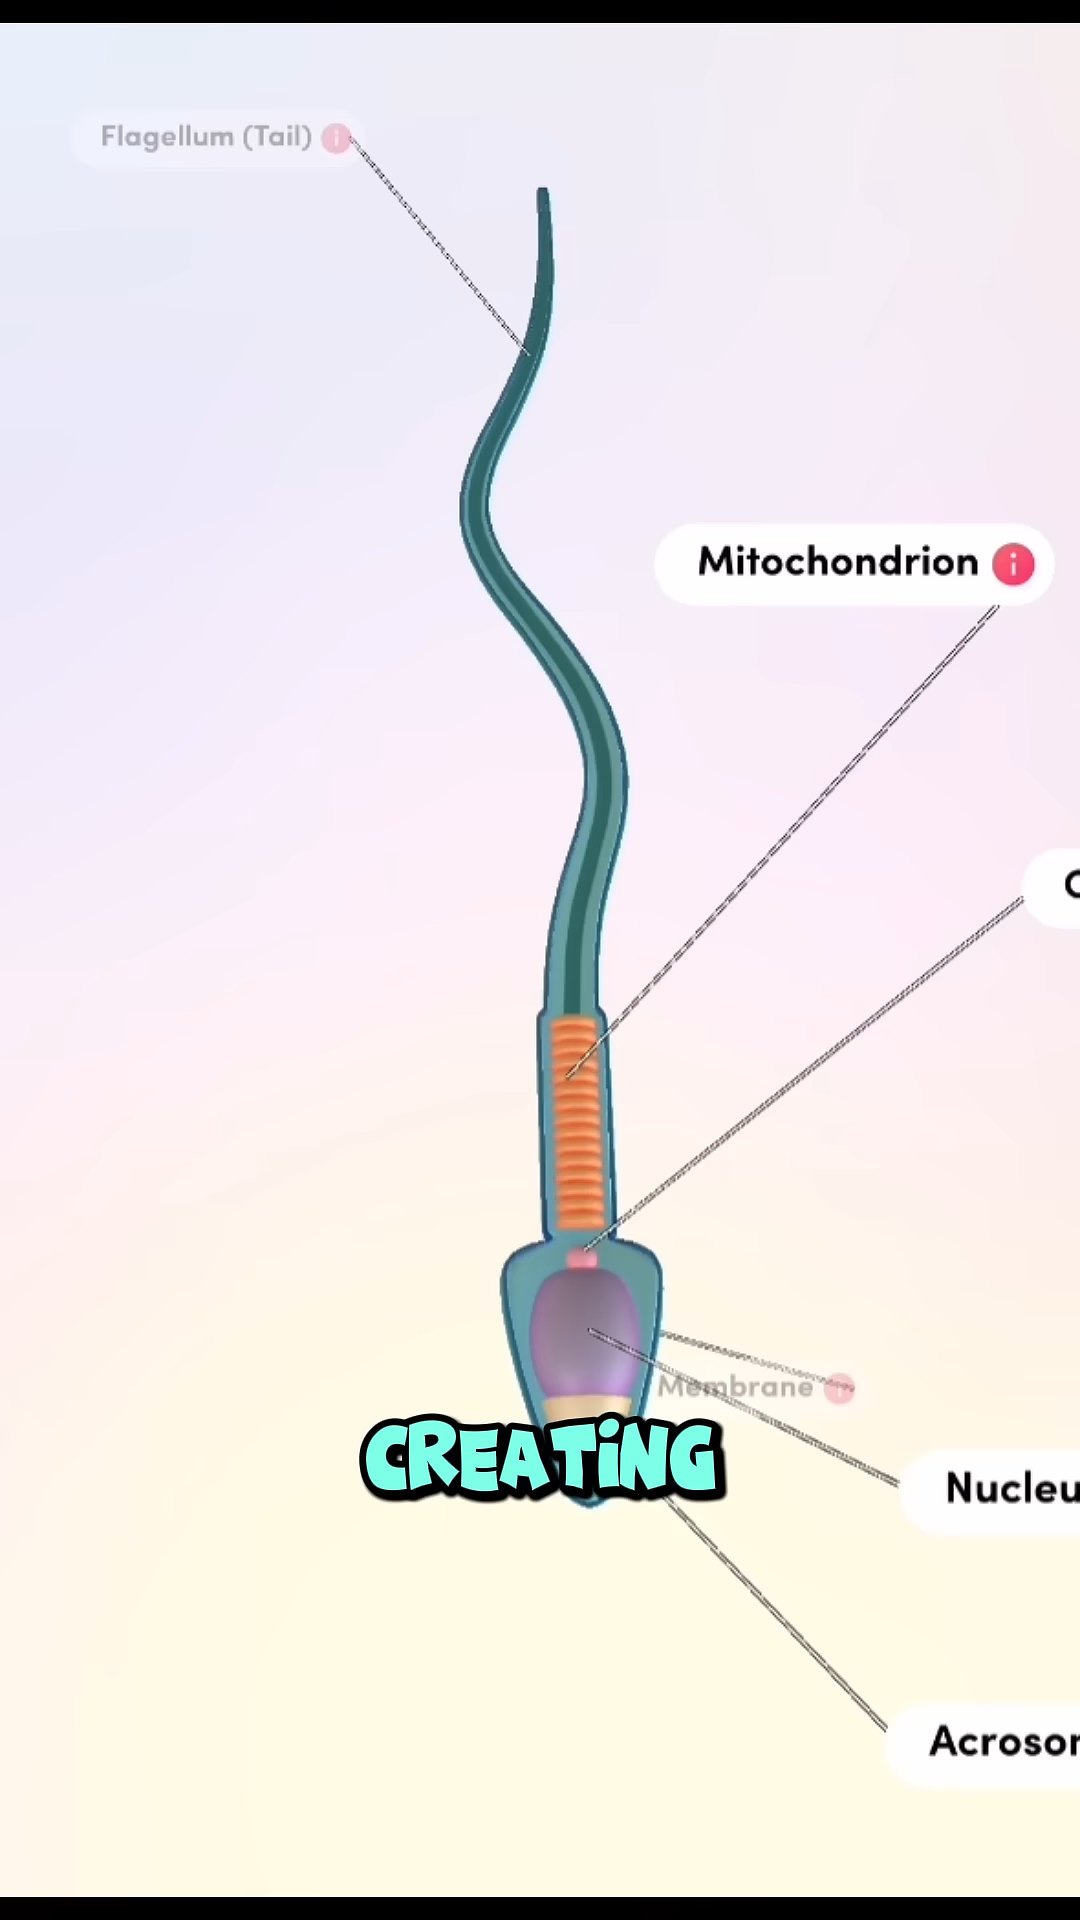 Flagellum (Tail)
Mitochondrion
Membrane
CREATING
Nucleu
Acroso